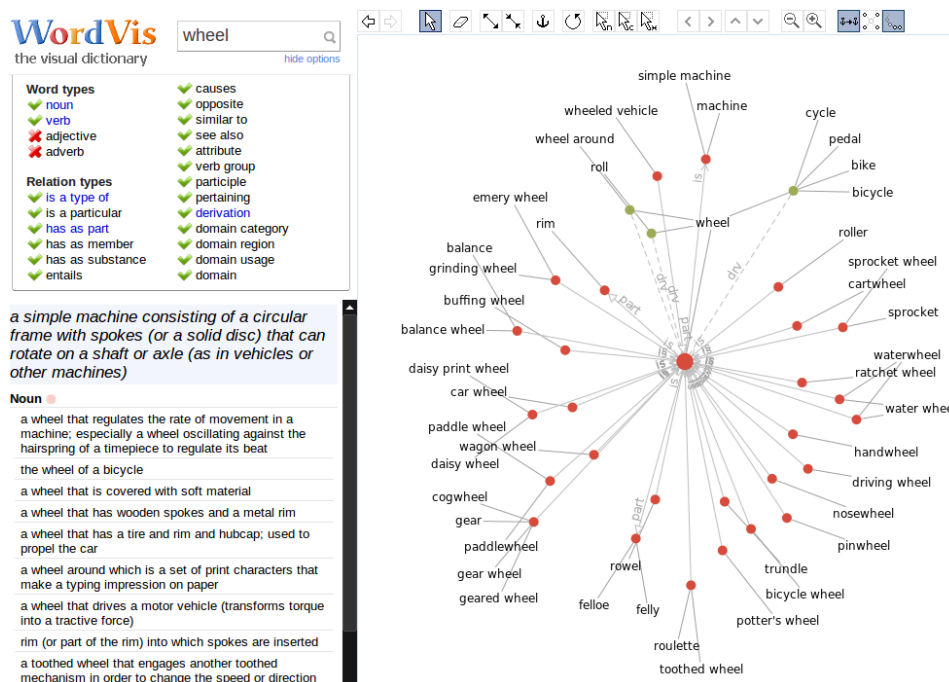 WordVis
the visual dictionary
wheel
hide options
Word types
noun
verb
adjective
adverb
Relation types
is a type of
is a particular
has as part
has as member
has as substance
entails
causes
opposite
similar to
see also
attribute
verb group
participle
pertaining
derivation
domain category
domain region
domain usage
domain
a simple machine consisting of a circular
frame with spokes (or a solid disc) that can
rotate on a shaft or axle (as in vehicles or
other machines)
Noun
a wheel that regulates the rate of movement in a
machine; especially a wheel oscillating against the
hairspring of a timepiece to regulate its beat
the wheel of a bicycle
a wheel that is covered with soft material
a wheel that has wooden spokes and a metal rim
a wheel that has a tire and rim and hubcap; used to
propel the car
a wheel around which is a set of print characters that
make a typing impression on paper
a wheel that drives a motor vehicle (transforms torque
into a tractive force)
rim (or part of the rim) into which spokes are inserted
a toothed wheel that engages another toothed
mechanism in order to change the speed or direction
simple machine
machine
wheeled vehicle
cycle
wheel around
pedal
roll
bike
is
bicycle
emery wheel
rim
wheel
roller
balance
sprocket wheel
grinding wheel
drv
drv
drv
cartwheel
buffing wheel
part
sprocket
balance wheel
part
waterwheel
daisy print wheel
is
ratchet wheel
car wheel
water whee
paddle wheel
wagon wheel
handwheel
daisy wheel
driving wheel
cogwheel
part
nosewheel
gear
pinwheel
paddlewheel
gear wheel
rowel
trundle
geared wheel
bicycle wheel
felloe
felly
potter's wheel
roulette
toothed wheel